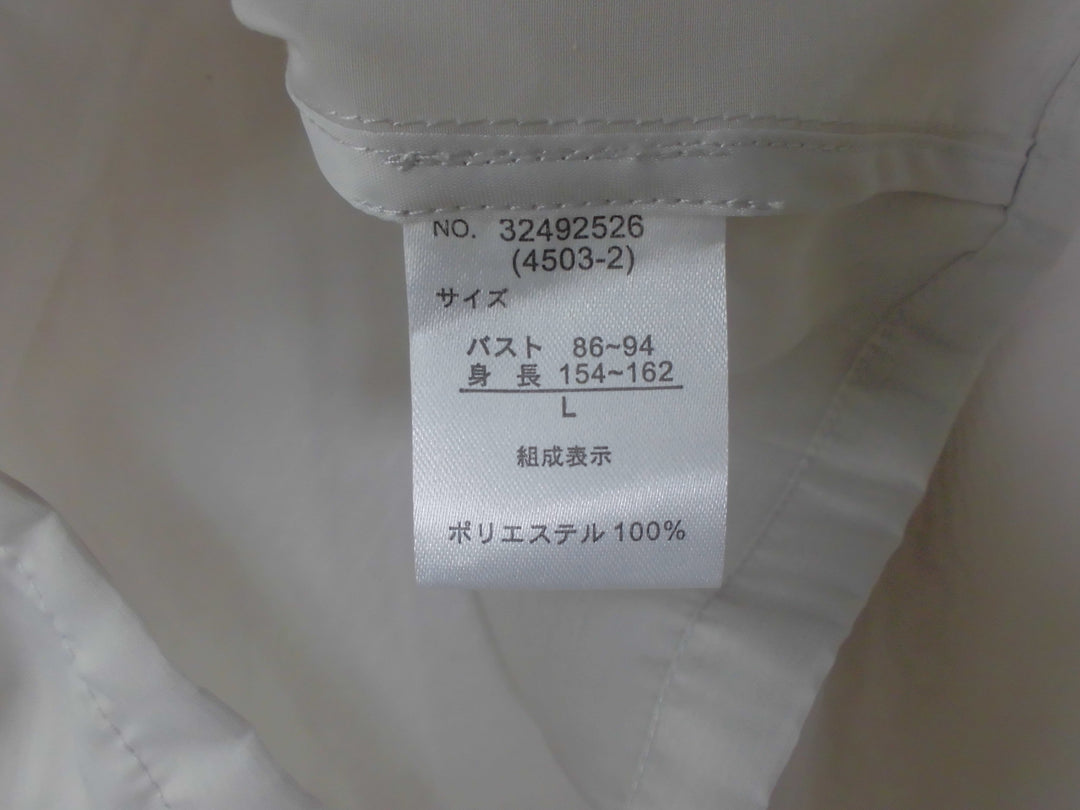 NO. 32492526
(4503-2)
サイズ
バスト 86~94
身 長 154~162
L
組成表示
ポリエステル 100%